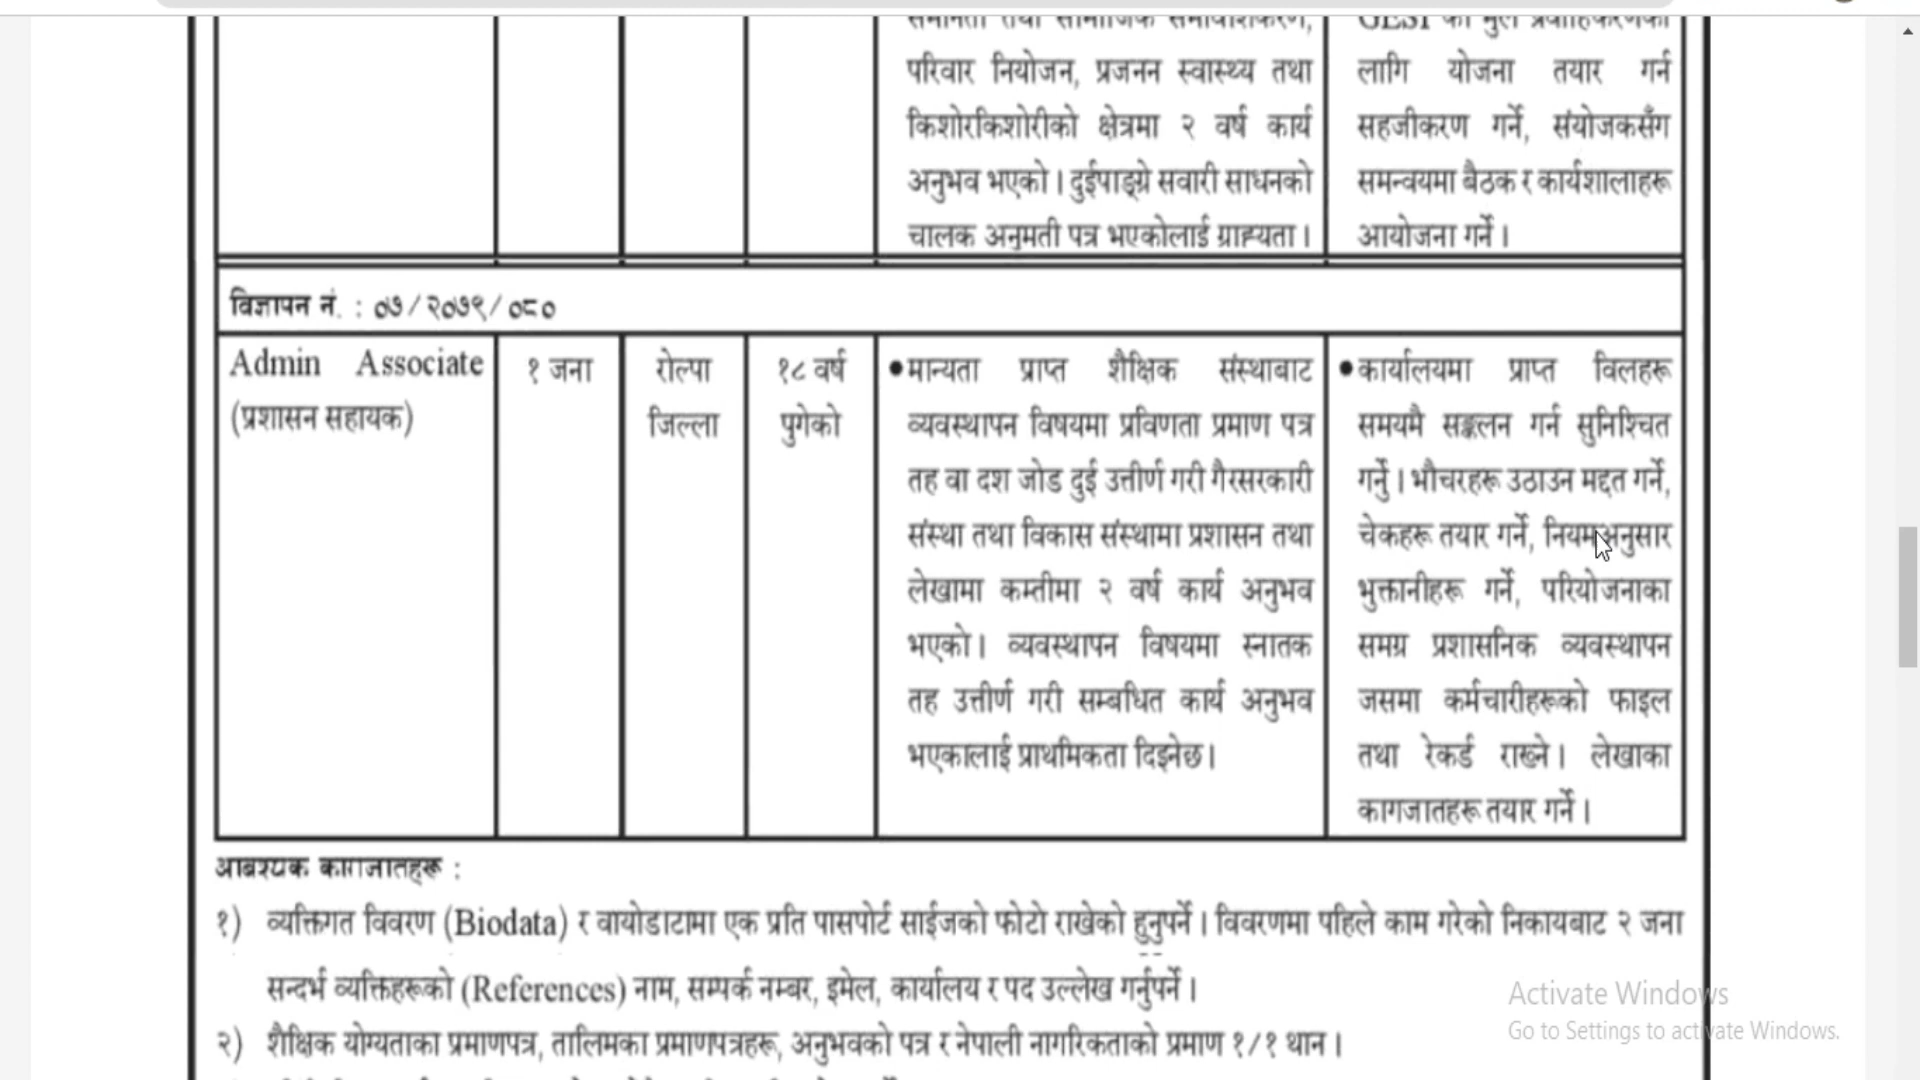 समानता तथा सामाजिक समावेशिकरण,
परिवार नियोजन, प्रजनन स्वास्थ्य तथा
किशोरकिशोरीको क्षेत्रमा २ वर्ष कार्य
अनुभव भएको । दुईपाङ्ग्रे सवारी साधनको
चालक अनुमती पत्र भएकोलाई ग्राह्यता ।
GESI को मुल प्रवाहिकरणका
लागि योजना तयार गर्न
सहजीकरण गर्ने, संयोजकसँग
समन्वयमा बैठक र कार्यशालाहरू
आयोजना गर्ने ।
विज्ञापन नं. : ०७/२०७९/०८०
Admin Associate
(प्रशासन सहायक)
१ जना
रोल्पा
जिल्ला
१८ वर्ष
पुगेको
●मान्यता प्राप्त शैक्षिक संस्थाबाट
व्यवस्थापन विषयमा प्रविणता प्रमाण पत्र
तह वा दश जोड दुई उत्तीर्ण गरी गैरसरकारी
संस्था तथा विकास संस्थामा प्रशासन तथा
लेखामा कम्तीमा २ वर्ष कार्य अनुभव
भएको । व्यवस्थापन विषयमा स्नातक
तह उत्तीर्ण गरी सम्बधित कार्य अनुभव
भएकालाई प्राथमिकता दिइनेछ ।
●कार्यालयमा प्राप्त विलहरू
समयमै सङ्कलन गर्न सुनिश्चित
गर्नु । भौचरहरू उठाउन मद्दत गर्ने,
चेकहरू तयार गर्ने, नियमअनुसार
भुक्तानीहरू गर्ने, परियोजनाका
समग्र प्रशासनिक व्यवस्थापन
जसमा कर्मचारीहरूको फाइल
तथा रेकर्ड राख्ने । लेखाका
कागजातहरू तयार गर्ने ।
आवश्यक कागजातहरू :
१) व्यक्तिगत विवरण (Biodata) र वायोडाटामा एक प्रति पासपोर्ट साईजको फोटो राखेको हुनुपर्ने । विवरणमा पहिले काम गरेको निकायबाट २ जना
सन्दर्भ व्यक्तिहरूको (References) नाम, सम्पर्क नम्बर, इमेल, कार्यालय र पद उल्लेख गर्नुपर्ने ।
२) शैक्षिक योग्यताका प्रमाणपत्र, तालिमका प्रमाणपत्रहरू, अनुभवको पत्र र नेपाली नागरिकताको प्रमाण १/१ थान ।
Activate Windows
Go to Settings to activate Windows.